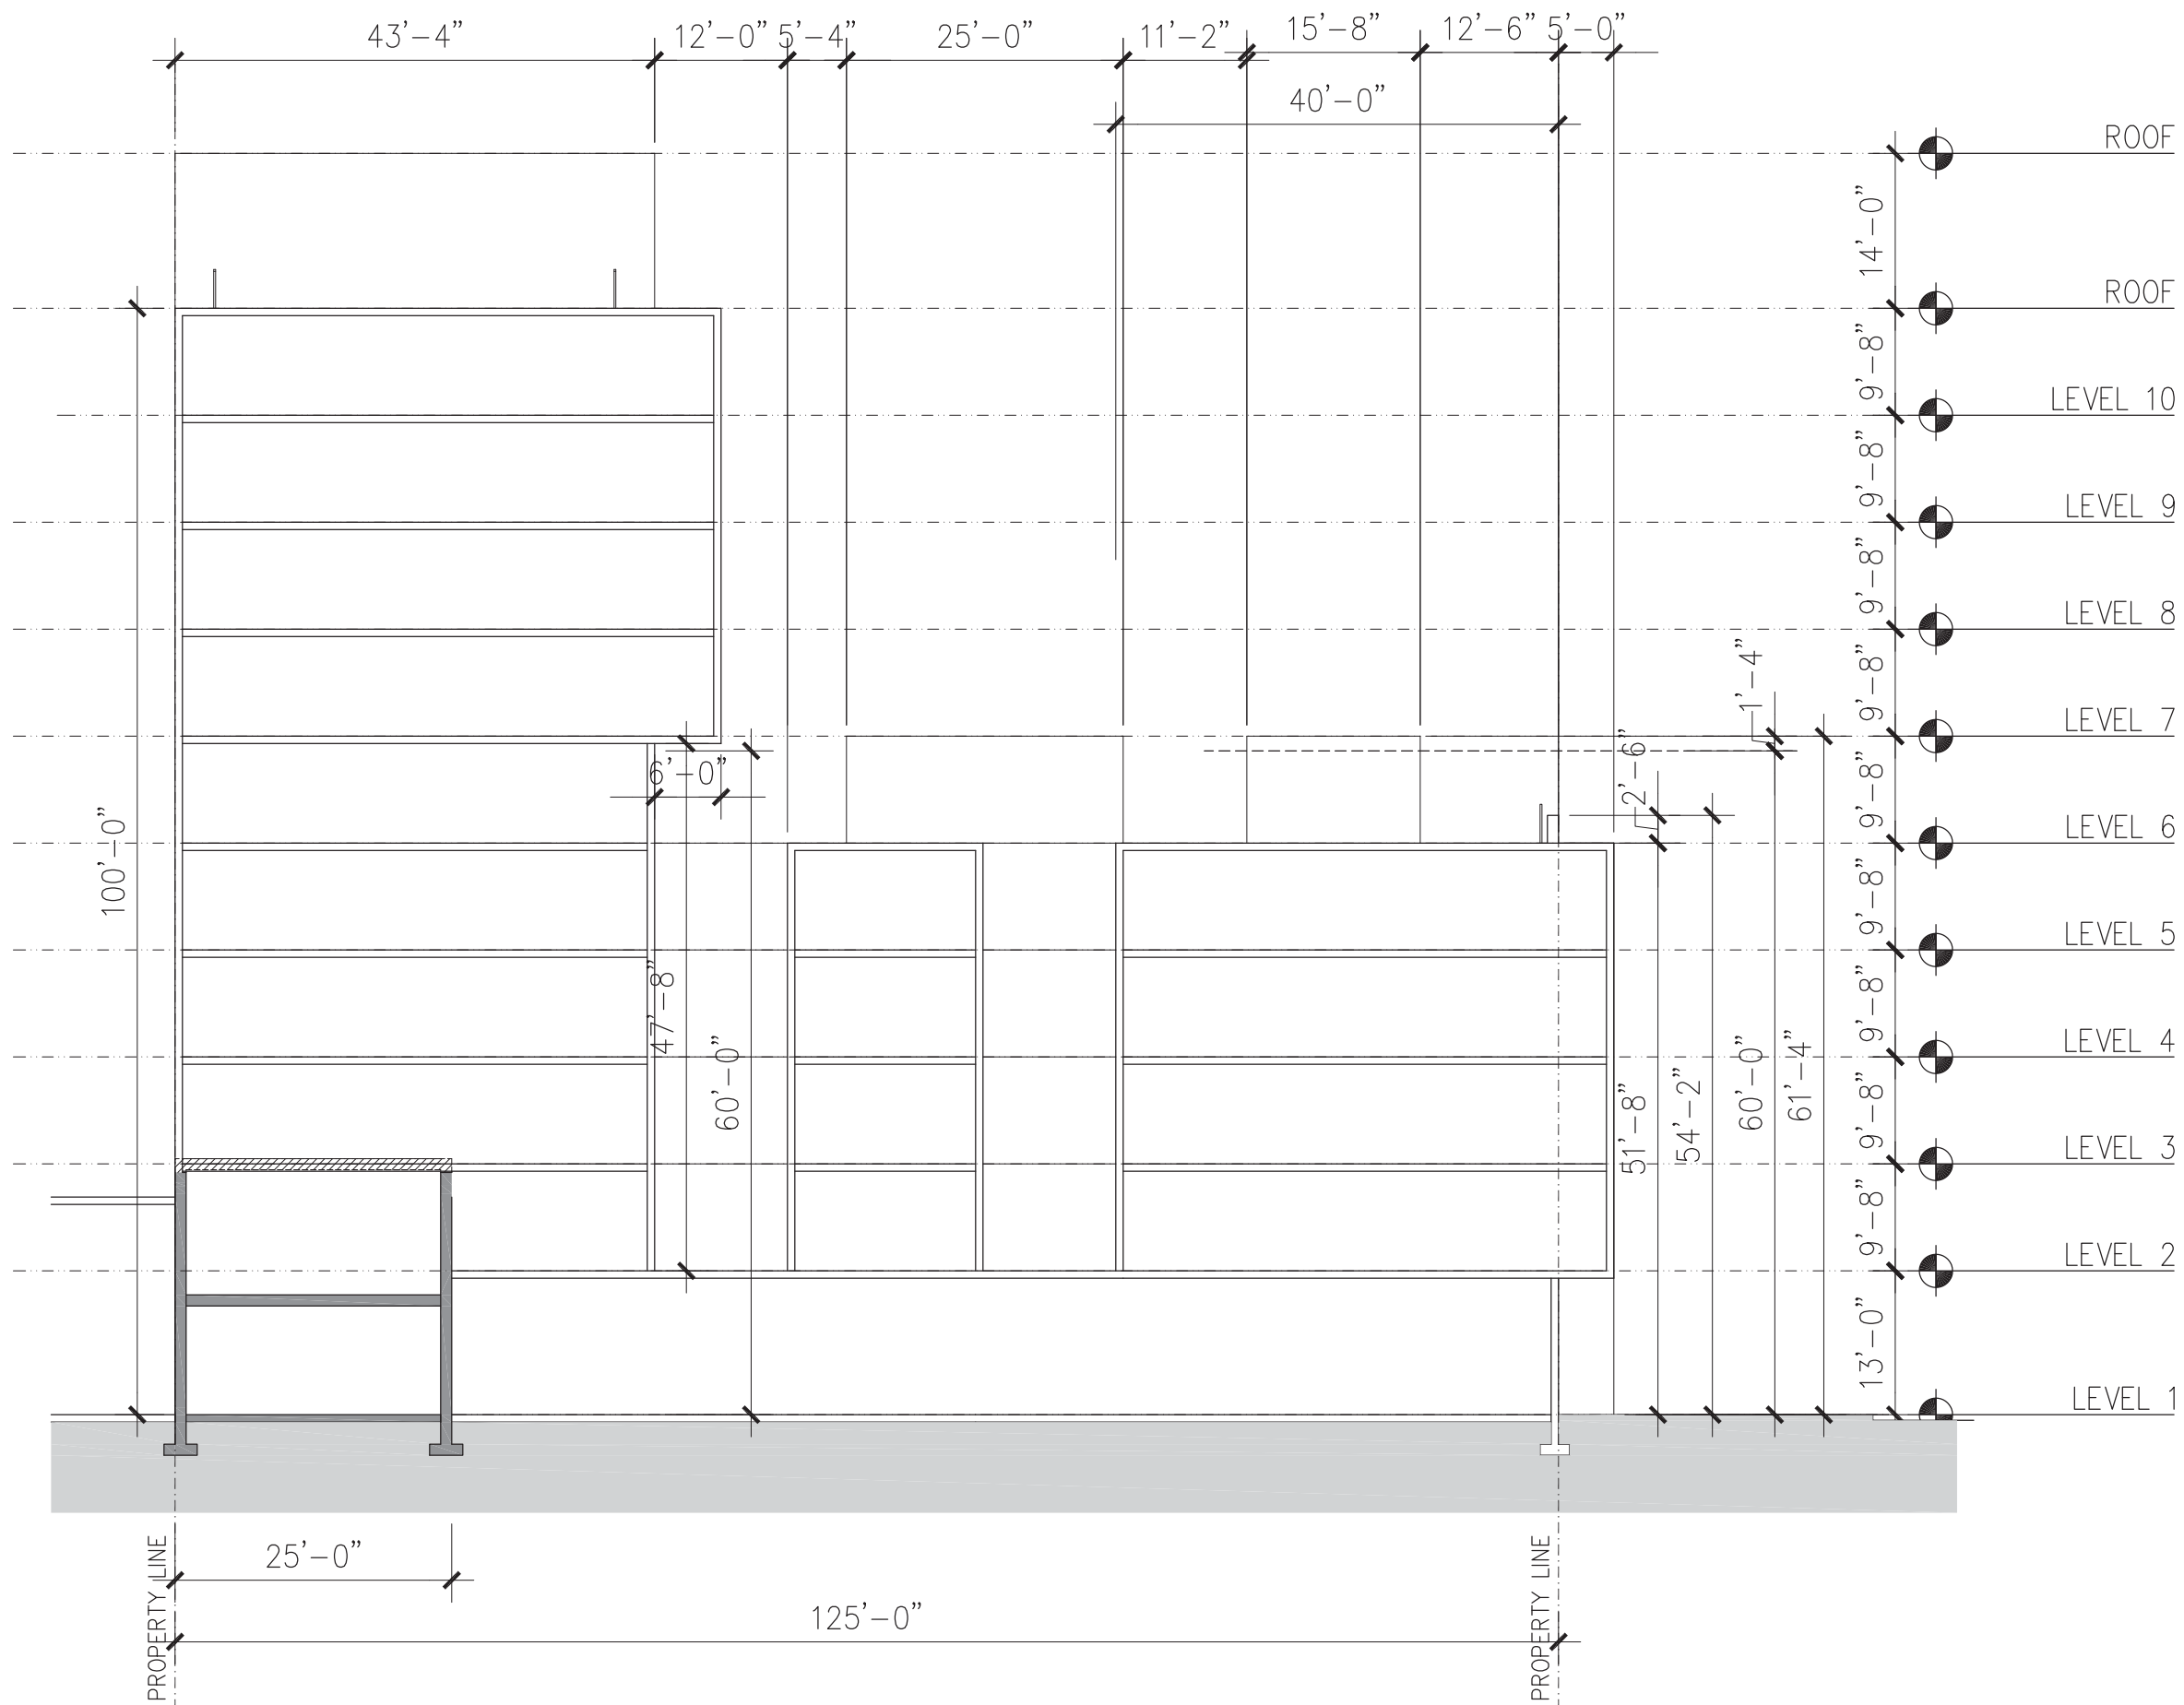 43’-4” 12’-0” 5’-4” 25’-0” 11’-2” 15’-8” 12’-6” 5’-0”
40’-0”
ROOF
14’-0”
ROOF
9’-8”
LEVEL 10
9’-8”
LEVEL 9
9’-8”
LEVEL 8
1’-4”
9’-8”
LEVEL 7
2’-6”
6’-0”
9’-8”
LEVEL 6
100’-0”
9’-8”
LEVEL 5
47’-8”
9’-8”
60’-0”
60’-0”
61’-4”
LEVEL 4
51’-8”
54’-2”
9’-8”
LEVEL 3
9’-8”
LEVEL 2
13’-0”
LEVEL 1
PROPERTY LINE
25’-0”
PROPERTY LINE
125’-0”